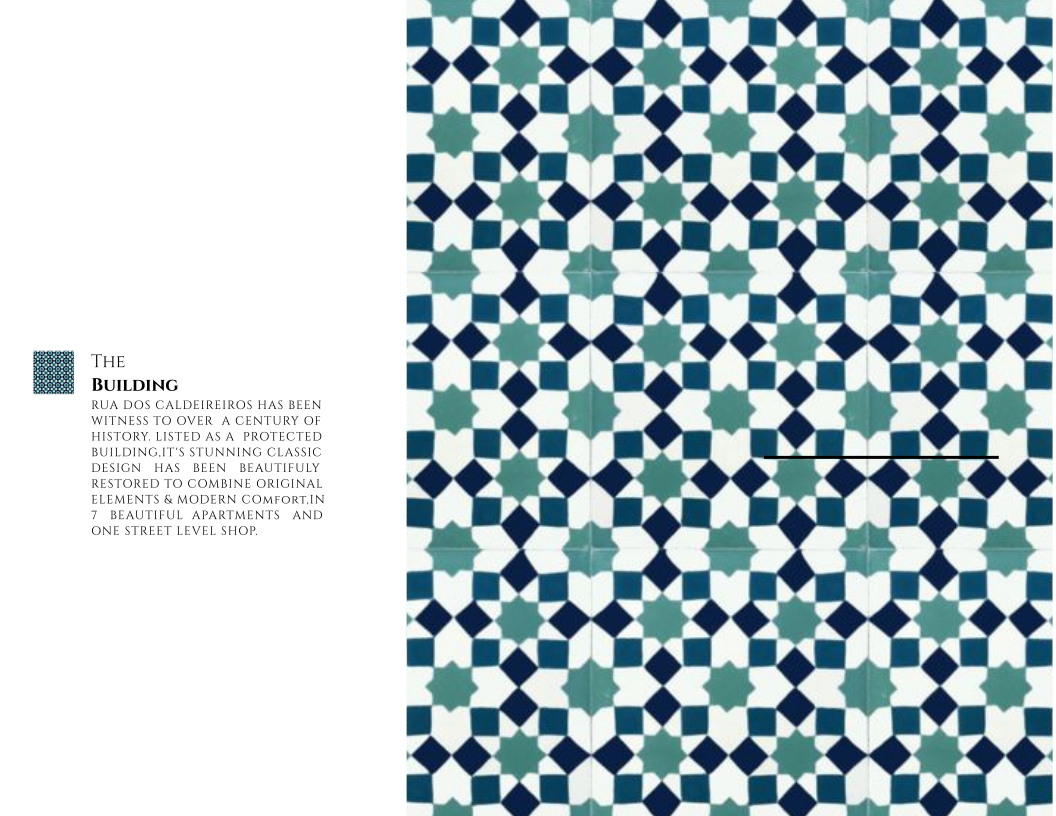 The
Building
RUA DOS CALDEIREIROS HAS BEEN
WITNESS TO OVER A CENTURY OF
HISTORY. LISTED AS A PROTECTED
BUILDING,IT'S STUNNING CLASSIC
DESIGN HAS BEEN BEAUTIFULY
RESTORED TO COMBINE ORIGINAL
ELEMENTS & MODERN COmfort,IN
7 BEAUTIFUL APARTMENTS AND
ONE STREET LEVEL SHOP.